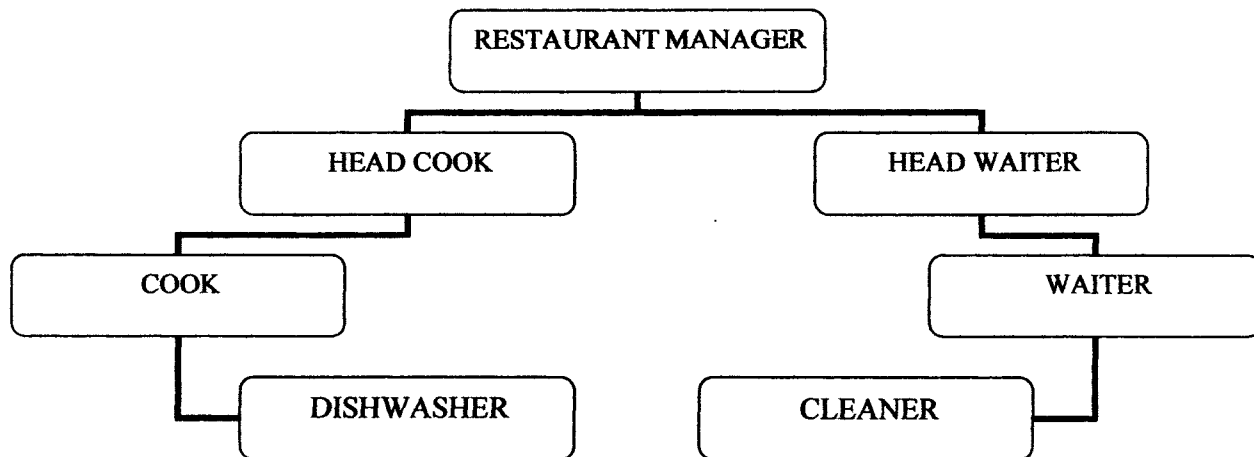 RESTAURANT MANAGER
HEAD COOK
HEAD WAITER
COOK
WAITER
DISHWASHER
CLEANER